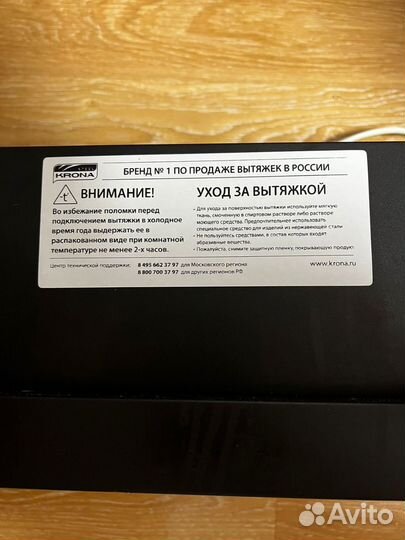 KRONA
БРЕНД № 1 ПО ПРОДАЖЕ ВЫТЯЖЕК В РОССИИ
-t
ВНИМАНИЕ!
Во избежание поломки перед
подключением вытяжки в холодное
время года выдержать ее в
распакованном виде при комнатной
температуре не менее 2-х часов.
УХОД ЗА ВЫТЯЖКОЙ
- Для ухода за поверхностью вытяжки используйте мягкую
ткань, смоченную в спиртовом растворе либо растворе
моющего средства. Предпочтительнее использовать
специальное средство для изделий из нержавеющей стали
- Не пользуйтесь средствами, в состав которых входят
абразивные вещества.
- Пожалуйста, снимите защитную пленку, покрывающую продукт
Центр технической поддержки: 8 495 662 37 97 для Московского региона
8 800 700 37 97 для других регионов РФ
www.krona.ru
Avito